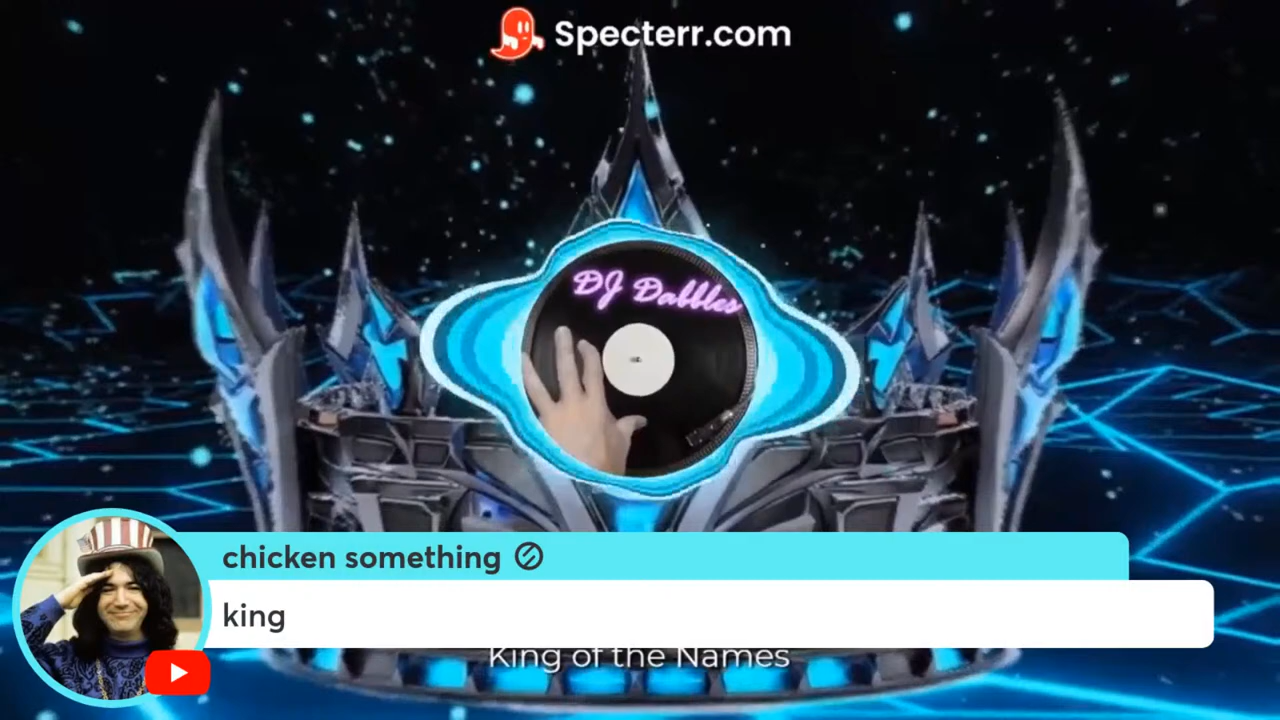 Specterr.com
DJ Dabbles
chicken something
king
King of the Names